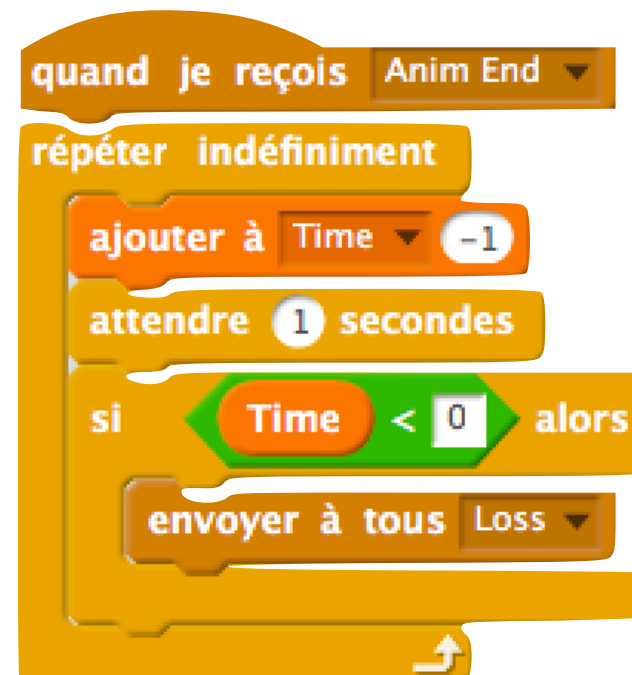 quand je reçois Anim End
répéter indéfiniment
ajouter à Time -1
attendre 1 secondes
si Time < 0 alors
envoyer à tous Loss